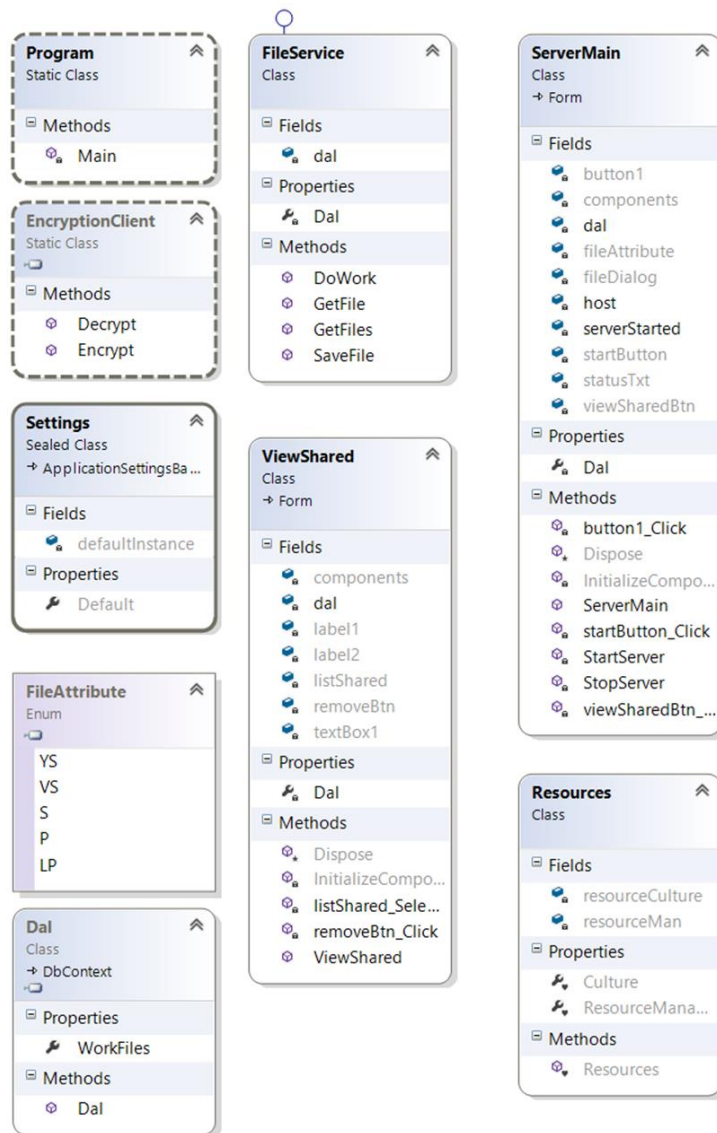 Program
Static Class
Methods
Main
EncryptionClient
Static Class
Methods
Decrypt
Encrypt
Settings
Sealed Class
ApplicationSettingsBa...
Fields
defaultInstance
Properties
Default
FileAttribute
Enum
YS
VS
S
P
LP
Dal
Class
DbContext
Properties
WorkFiles
Methods
Dal
FileService
Class
Fields
dal
Properties
Dal
Methods
DoWork
GetFile
GetFiles
SaveFile
ViewShared
Class
Form
Fields
components
dal
label1
label2
listShared
removeBtn
textBox1
Properties
Dal
Methods
Dispose
InitializeCompo...
listShared_Sele...
removeBtn_Click
ViewShared
ServerMain
Class
Form
Fields
button1
components
dal
fileAttribute
fileDialog
host
serverStarted
startButton
statusTxt
viewSharedBtn
Properties
Dal
Methods
button1_Click
Dispose
InitializeCompo...
ServerMain
startButton_Click
StartServer
StopServer
viewSharedBtn_...
Resources
Class
Fields
resourceCulture
resourceMan
Properties
Culture
ResourceMana...
Methods
Resources